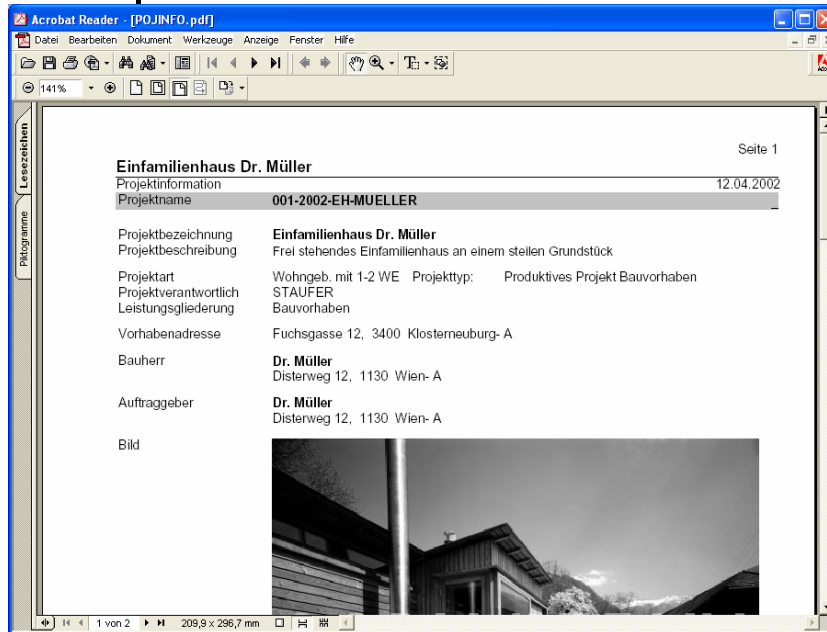 Acrobat Reader - [POJINFO.pdf]
Datei Bearbeiten Dokument Werkzeuge Anzeige Fenster Hilfe
141%
Lesezeichen
Piktogramme
Seite 1
Einfamilienhaus Dr. Müller
Projektinformation 12.04.2002
Projektname 001-2002-EH-MUELLER _
Projektbezeichnung Einfamilienhaus Dr. Müller
Projektbeschreibung Frei stehendes Einfamilienhaus an einem steilen Grundstück
Projektart Wohngeb. mit 1-2 WE Projekttyp: Produktives Projekt Bauvorhaben
Projektverantwortlich STAUFER
Leistungsgliederung Bauvorhaben
Vorhabenadresse Fuchsgasse 12, 3400 Klosterneuburg- A
Bauherr Dr. Müller
Disterweg 12, 1130 Wien- A
Auftraggeber Dr. Müller
Disterweg 12, 1130 Wien- A
Bild
1 von 2 209,9 x 296,7 mm